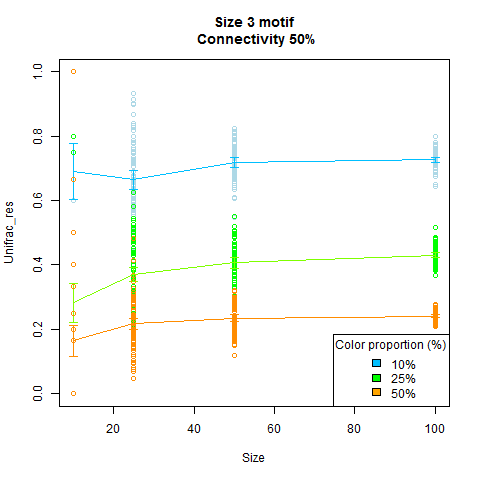 Size 3 motif
Connectivity 50%
Unifrac_res
0.0
0.2
0.4
0.6
0.8
1.0
20
40
60
80
100
Size
Color proportion (%)
10%
25%
50%